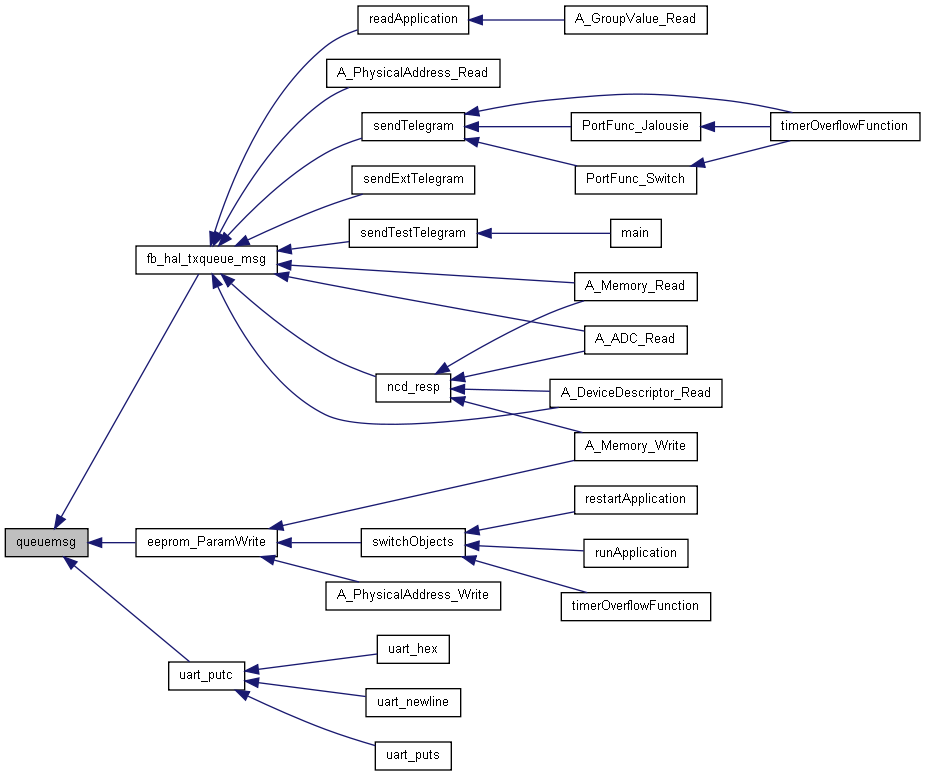 readApplication
A_GroupValue_Read
A_PhysicalAddress_Read
sendTelegram
PortFunc_Jalousie
timerOverflowFunction
PortFunc_Switch
sendExtTelegram
sendTestTelegram
main
fb_hal_txqueue_msg
A_Memory_Read
A_ADC_Read
ncd_resp
A_DeviceDescriptor_Read
A_Memory_Write
restartApplication
queuemsg
eeprom_ParamWrite
switchObjects
runApplication
A_PhysicalAddress_Write
timerOverflowFunction
uart_hex
uart_putc
uart_newline
uart_puts